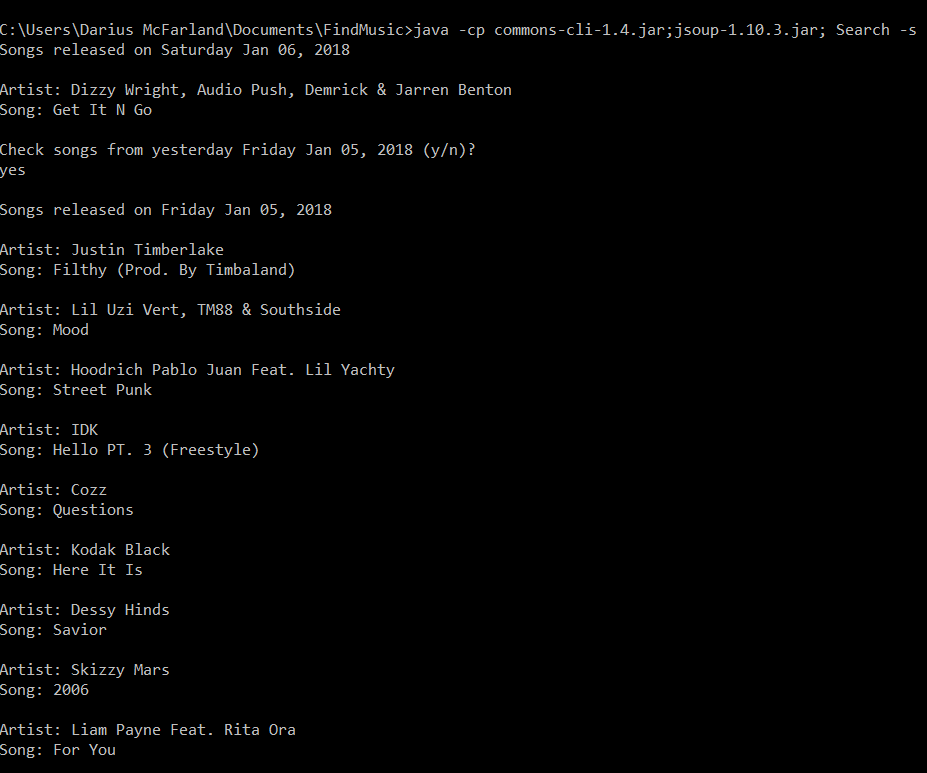 C:\Users\Darius McFarland\Documents\FindMusic>java -cp commons-cli-1.4.jar;jsoup-1.10.3.jar; Search -s
Songs released on Saturday Jan 06, 2018
Artist: Dizzy Wright, Audio Push, Demrick & Jarren Benton
Song: Get It N Go
Check songs from yesterday Friday Jan 05, 2018 (y/n)?
yes
Songs released on Friday Jan 05, 2018
Artist: Justin Timberlake
Song: Filthy (Prod. By Timbaland)
Artist: Lil Uzi Vert, TM88 & Southside
Song: Mood
Artist: Hoodrich Pablo Juan Feat. Lil Yachty
Song: Street Punk
Artist: IDK
Song: Hello PT. 3 (Freestyle)
Artist: Cozz
Song: Questions
Artist: Kodak Black
Song: Here It Is
Artist: Dessy Hinds
Song: Savior
Artist: Skizzy Mars
Song: 2006
Artist: Liam Payne Feat. Rita Ora
Song: For You